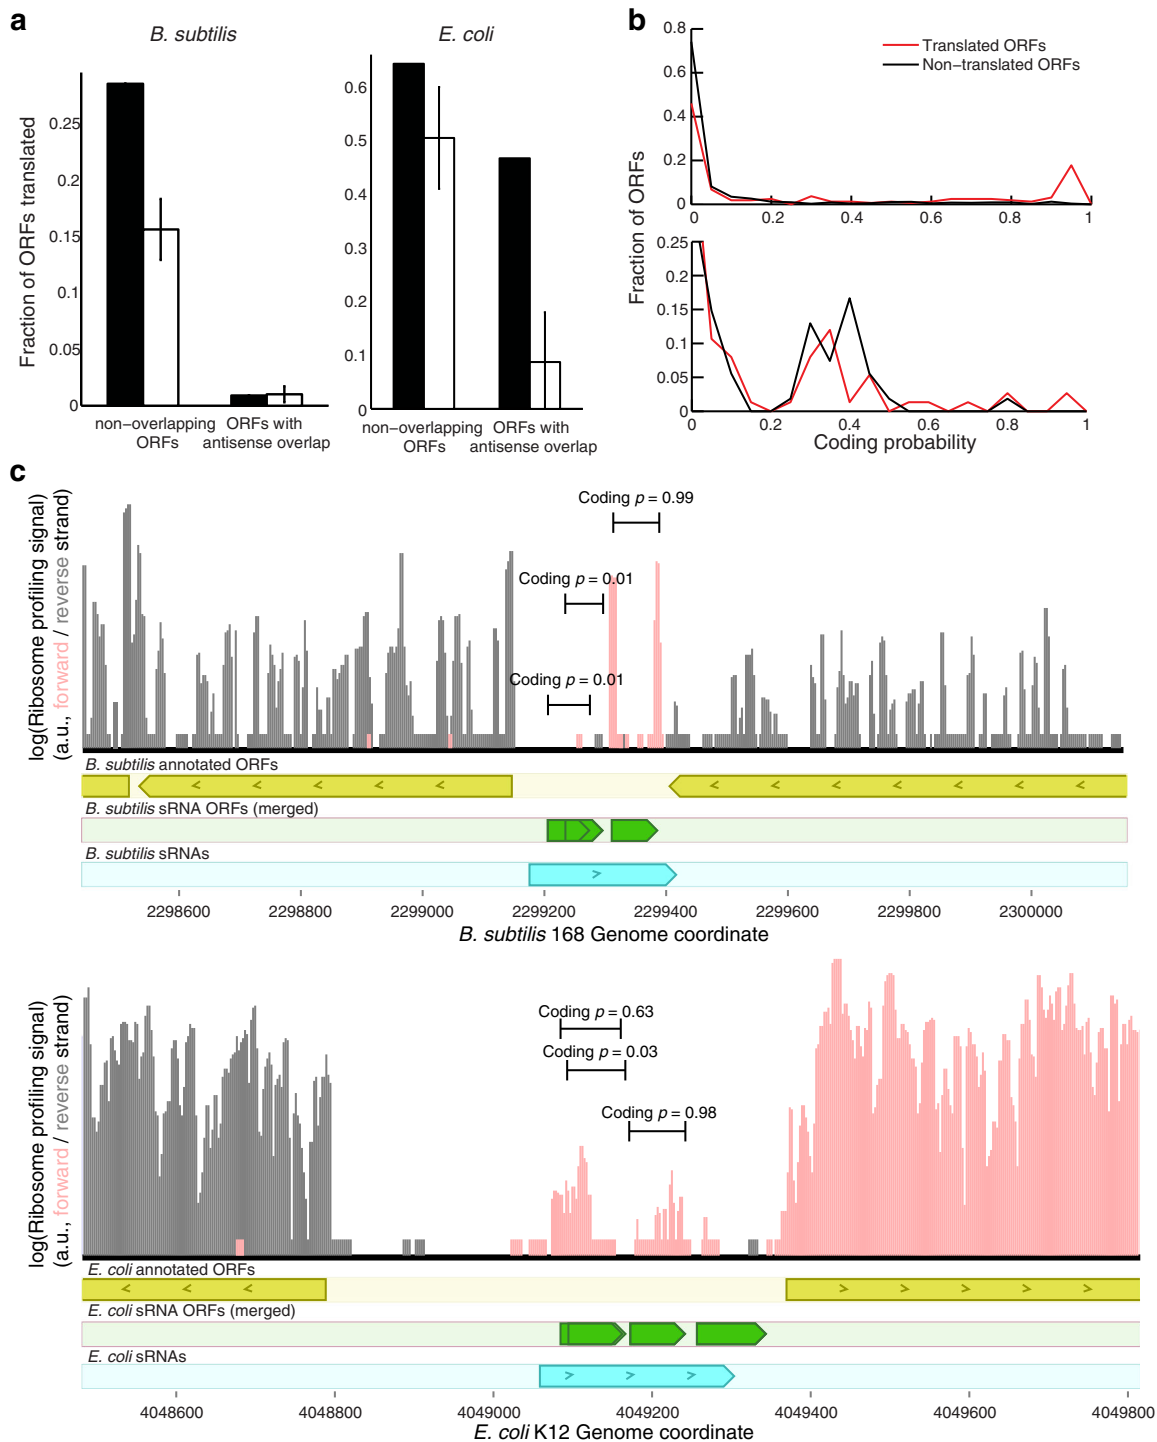 a
B. subtilis
E. coli
Fraction of ORFs translated
0.25
0.2
0.15
0.1
0.05
0
non−overlapping
ORFs
ORFs with
antisense overlap
0.6
0.5
0.4
0.3
0.2
0.1
0
non−overlapping
ORFs
ORFs with
antisense overlap
b
Fraction of ORFs
0.8
0.6
0.4
0.2
0
Translated ORFs
Non−translated ORFs
0 0.2 0.4 0.6 0.8 1
0.25
0.2
0.15
0.1
0.05
0
0 0.2 0.4 0.6 0.8 1
Coding probability
c
log(Ribosome profiling signal)
(a.u., forward / reverse strand)
Coding p = 0.99
Coding p = 0.01
Coding p = 0.01
B. subtilis annotated ORFs
B. subtilis sRNA ORFs (merged)
B. subtilis sRNAs
2298600 2298800 2299000 2299200 2299400 2299600 2299800 2300000
B. subtilis 168 Genome coordinate
log(Ribosome profiling signal)
(a.u., forward / reverse strand)
Coding p = 0.63
Coding p = 0.03
Coding p = 0.98
E. coli annotated ORFs
E. coli sRNA ORFs (merged)
E. coli sRNAs
4048600 4048800 4049000 4049200 4049400 4049600 4049800
E. coli K12 Genome coordinate